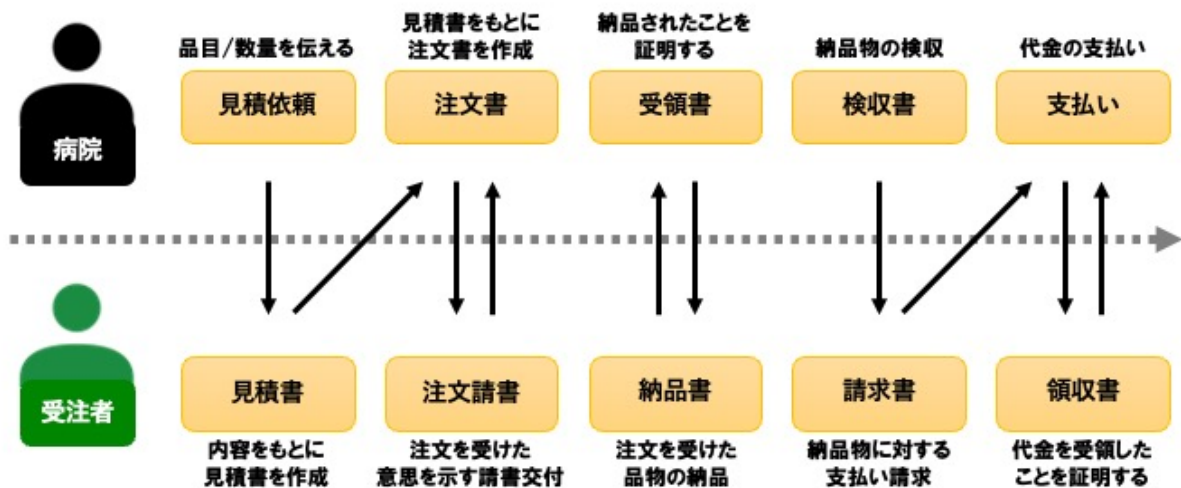 品目/数量を伝える
見積書をもとに
注文書を作成
納品されたことを
証明する
納品物の検収
代金の支払い
見積依頼
注文書
受領書
検収書
支払い
病院
受注者
見積書
注文請書
納品書
請求書
領収書
内容をもとに
見積書を作成
注文を受けた
意思を示す請書交付
注文を受けた
品物の納品
納品物に対する
支払い請求
代金を受領した
ことを証明する